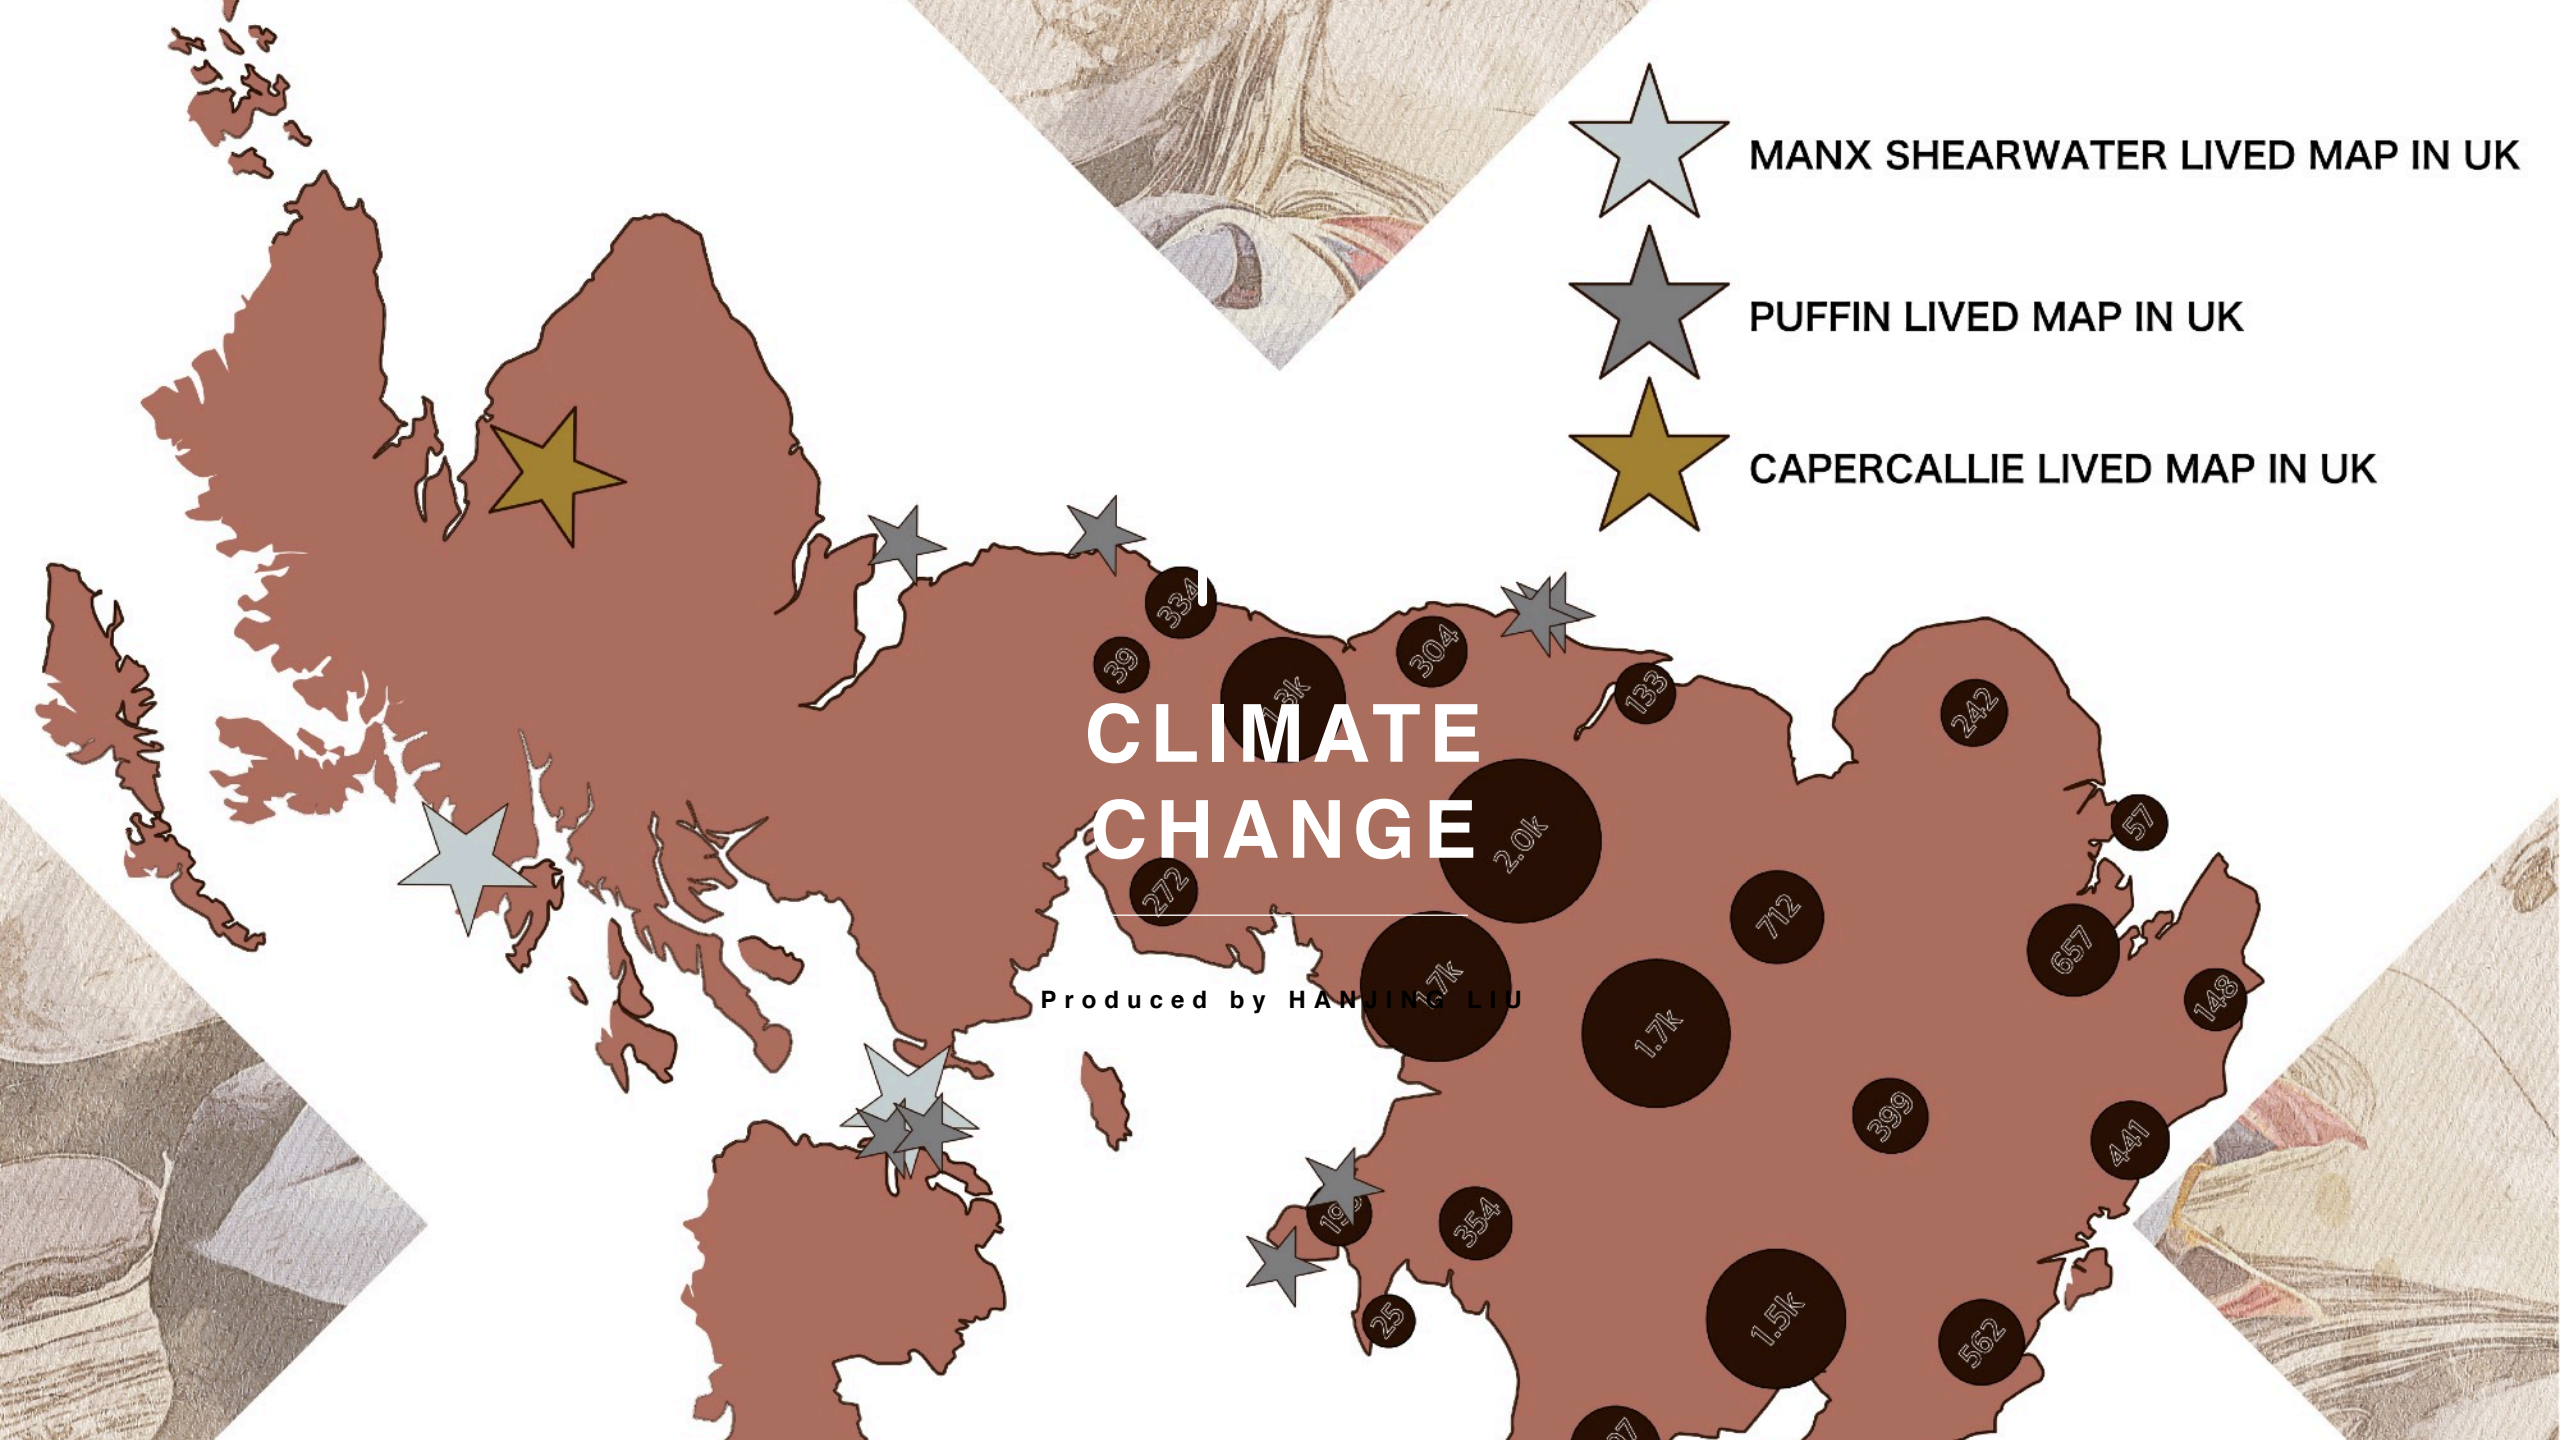 MANX SHEARWATER LIVED MAP IN UK
PUFFIN LIVED MAP IN UK
CAPERCALLIE LIVED MAP IN UK
334
39
304
133
242
CLIMATE
CHANGE
2.0k
57
272
712
657
148
1.7k
Produced by HANJING LIU
1.7k
399
441
354
25
1.5k
562